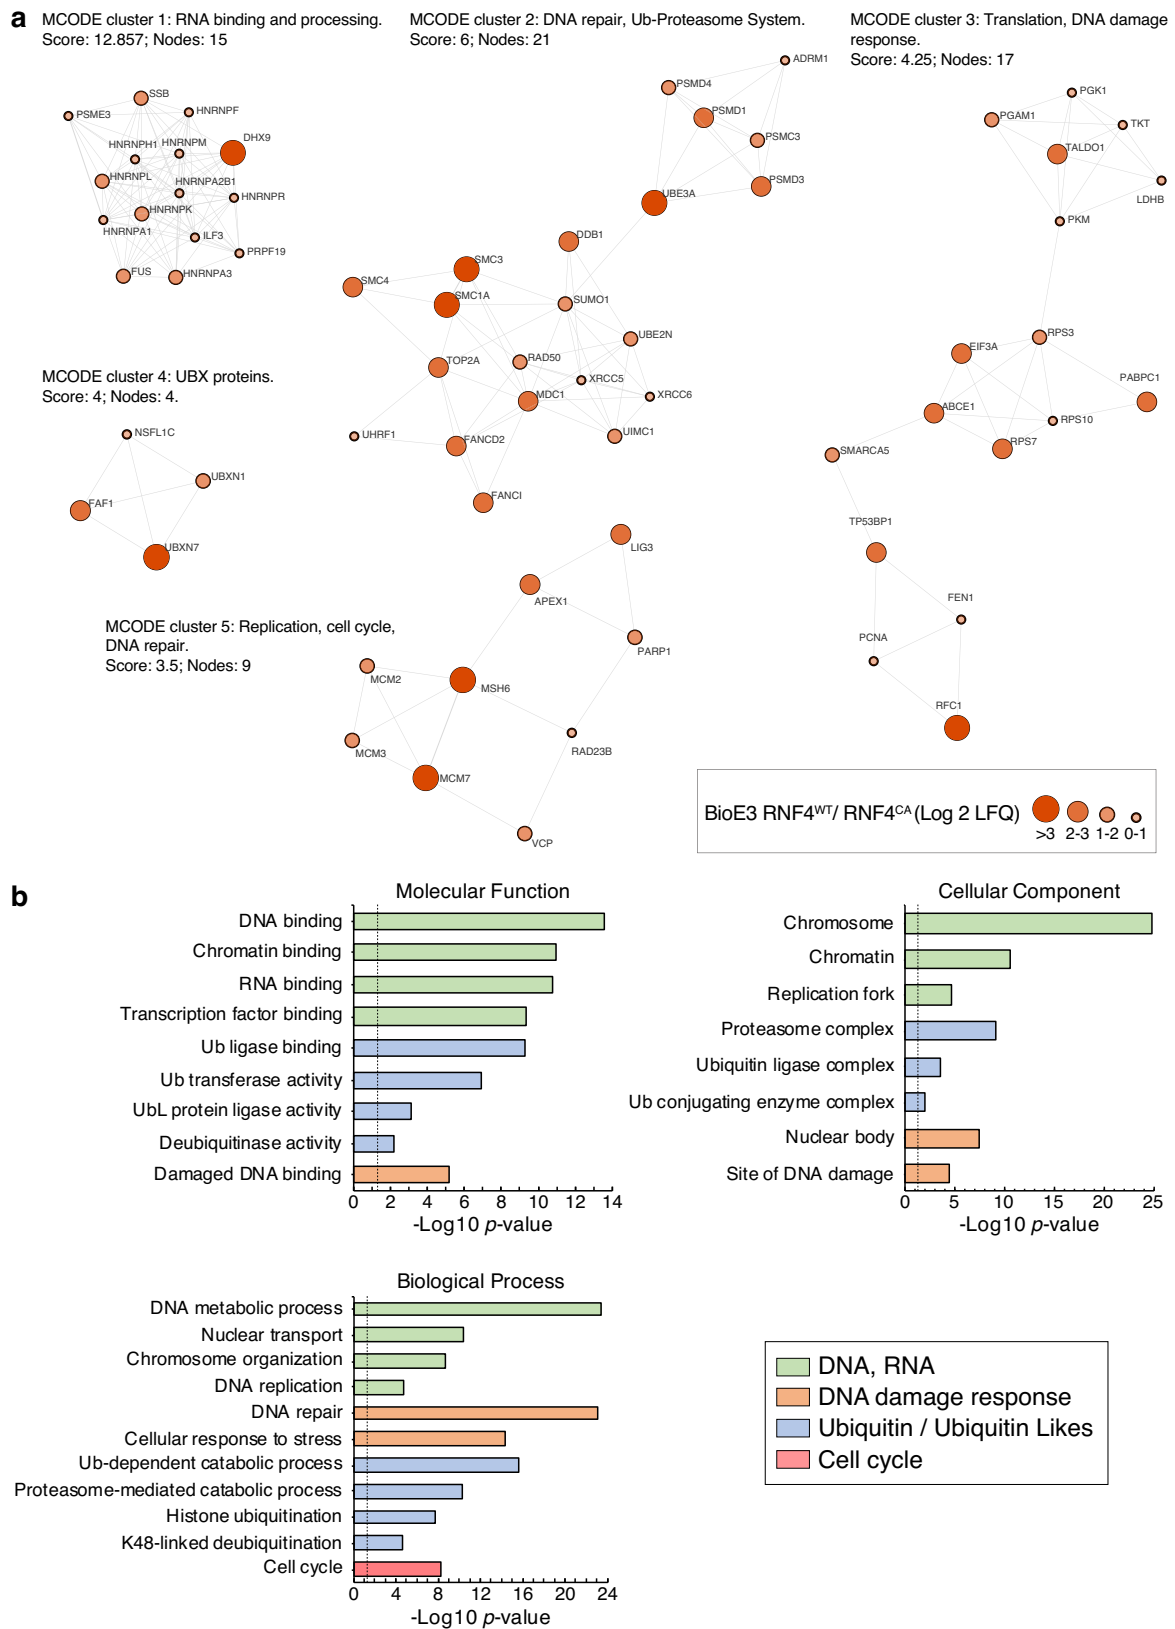 a
MCODE cluster 1: RNA binding and processing.
Score: 12.857; Nodes: 15
SSB
PSME3
HNRNPF
DHX9
HNRNPH1
HNRNPM
HNRNPL
HNRNPA2B1
HNRNPR
HNRNPK
HNRNPA1
ILF3
PRPF19
FUS
HNRNPA3
MCODE cluster 2: DNA repair, Ub-Proteasome System.
Score: 6; Nodes: 21
ADRM1
PSMD4
PSMD1
PSMC3
PSMD3
UBE3A
DDB1
SMC3
SMC4
SMC1A
SUMO1
UBE2N
TOP2A
RAD50
XRCC5
XRCC6
MDC1
UHRF1
FANCD2
UIMC1
FANCI
MCODE cluster 3: Translation, DNA damage
response.
Score: 4.25; Nodes: 17
PGK1
PGAM1
TKT
TALDO1
LDHB
PKM
RPS3
EIF3A
PABPC1
ABCE1
RPS10
RPS7
SMARCA5
TP53BP1
FEN1
PCNA
RFC1
MCODE cluster 4: UBX proteins.
Score: 4; Nodes: 4.
NSFL1C
UBXN1
FAF1
UBXN7
MCODE cluster 5: Replication, cell cycle,
DNA repair.
Score: 3.5; Nodes: 9
LIG3
APEX1
PARP1
MCM2
MSH6
MCM3
RAD23B
MCM7
VCP
BioE3 RNF4WT/ RNF4CA (Log 2 LFQ)
>3 2-3 1-2 0-1
b
Molecular Function
DNA binding
Chromatin binding
RNA binding
Transcription factor binding
Ub ligase binding
Ub transferase activity
UbL protein ligase activity
Deubiquitinase activity
Damaged DNA binding
0 2 4 6 8 10 12 14
-Log10 p-value
Cellular Component
Chromosome
Chromatin
Replication fork
Proteasome complex
Ubiquitin ligase complex
Ub conjugating enzyme complex
Nuclear body
Site of DNA damage
0 5 10 15 20 25
-Log10 p-value
Biological Process
DNA metabolic process
Nuclear transport
Chromosome organization
DNA replication
DNA repair
Cellular response to stress
Ub-dependent catabolic process
Proteasome-mediated catabolic process
Histone ubiquitination
K48-linked deubiquitination
Cell cycle
0 4 8 12 16 20 24
-Log10 p-value
DNA, RNA
DNA damage response
Ubiquitin / Ubiquitin Likes
Cell cycle